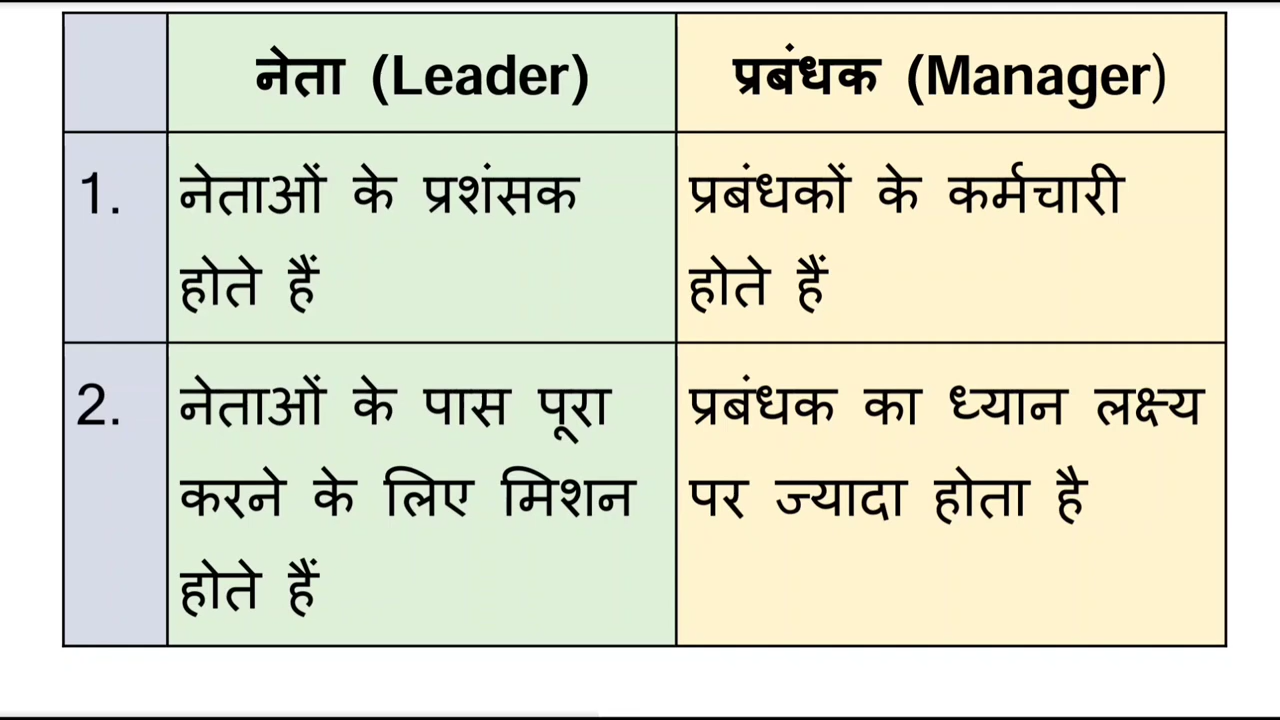 नेता (Leader) प्रबंधक (Manager)
1. नेताओं के प्रशंसक प्रबंधकों के कर्मचारी
होते हैं होते हैं
2. नेताओं के पास पूरा प्रबंधक का ध्यान लक्ष्य
करने के लिए मिशन पर ज्यादा होता है
होते हैं